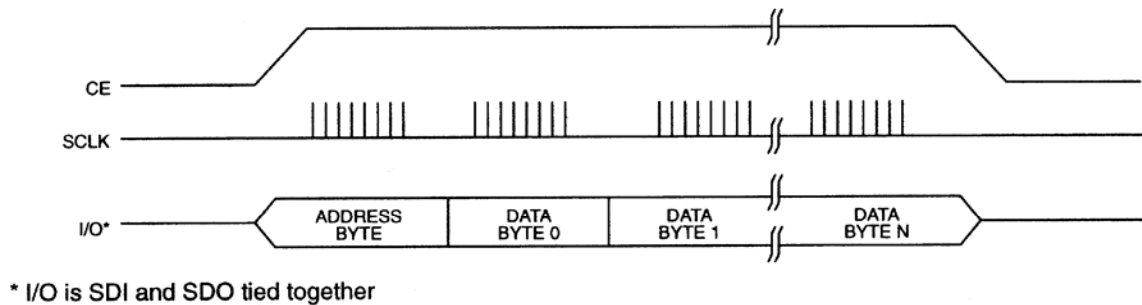 CE
SCLK
I/O*
ADDRESS
BYTE
DATA
BYTE 0
DATA
BYTE 1
DATA
BYTE N
* I/O is SDI and SDO tied together